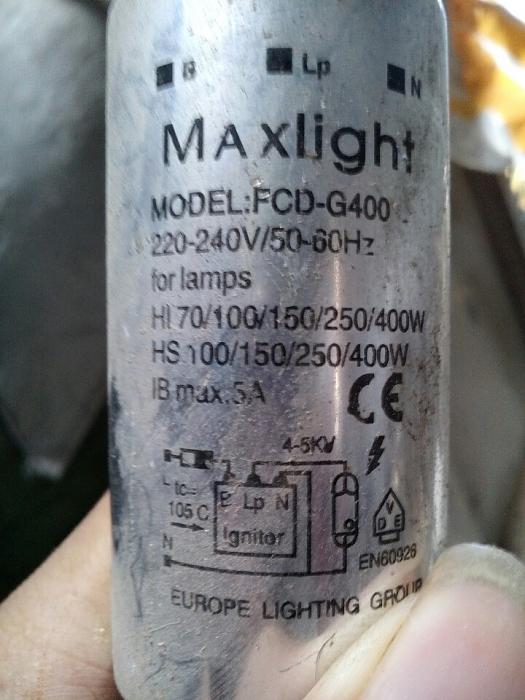 B Lp N
MAxlight
MODEL:FCD-G400
220-240V/50-60Hz
for lamps
HI 70/100/150/250/400W
HS 100/150/250/400W
IB max.5A
CE
4-5KV
L
tc=
105 C
B Lp N
Ignitor
N
V
D E
EN60926
EUROPE LIGHTING GROUP